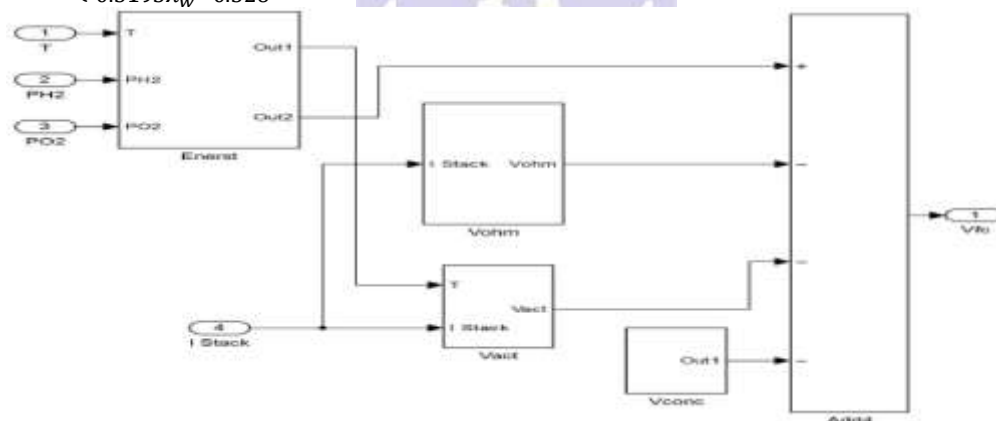 1
T
2
PH2
3
PO2
T
PH2
PO2
Out1
Out2
Enerst
I Stack
Vohm
Vohm
4
I Stack
T
I Stack
Vact
Vact
Out1
Vconc
+
−
−
−
Add4
1
Vfc